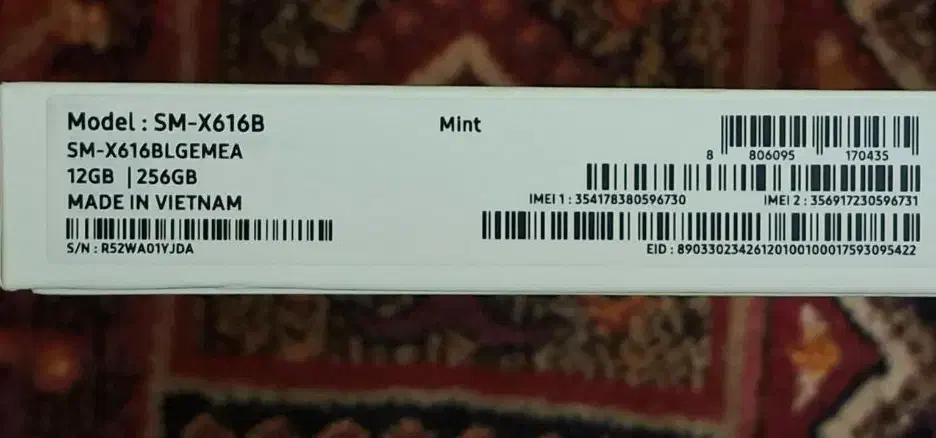 Model : SM-X616B
Mint
SM-X616BLGEMEA
12GB | 256GB
MADE IN VIETNAM
S/N : R52WA01YJDA
8 806095 170435
IMEI 1 : 354178380596730
IMEI 2 : 356917230596731
EID : 89033023426120100100017593095422